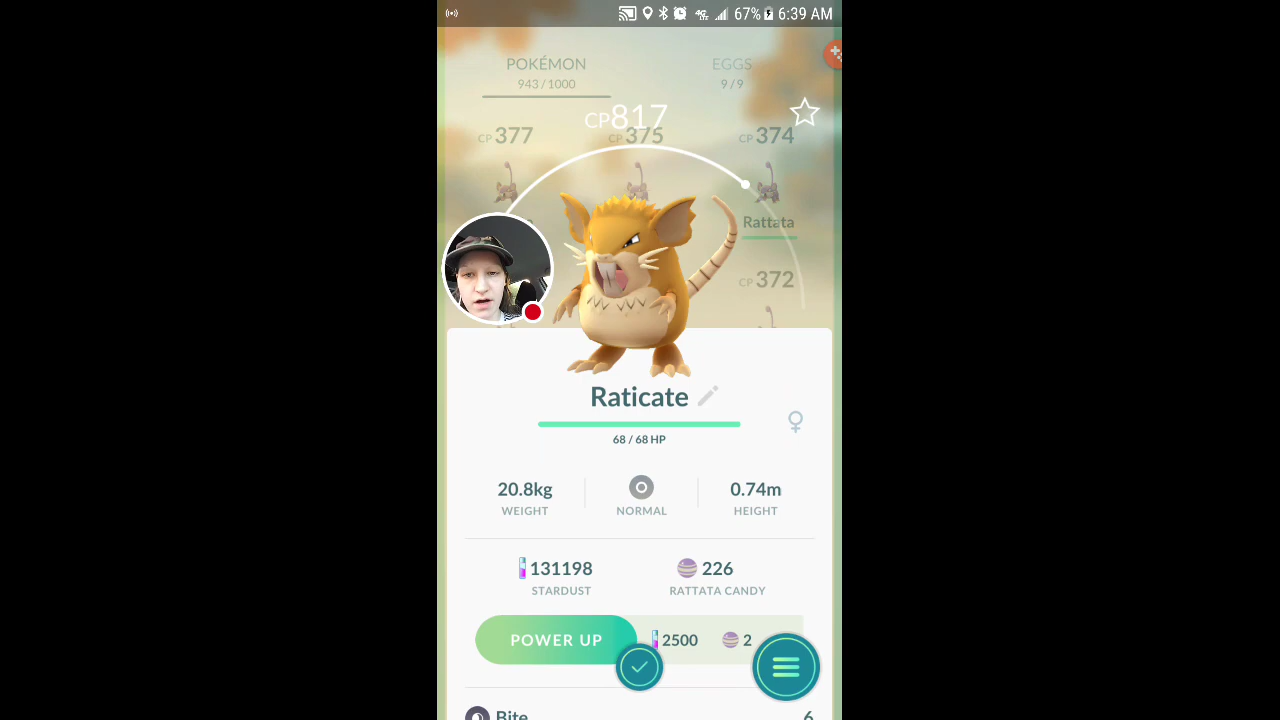 67% 6:39 AM
POKÉMON EGGS
943 / 1000 9 / 9
CP817
CP 377 CP 375 CP 374
Rattata
CP 372
Raticate
68 / 68 HP
20.8kg NORMAL 0.74m
WEIGHT HEIGHT
131198 226
STARDUST RATTATA CANDY
POWER UP 2500 2
Bite 6